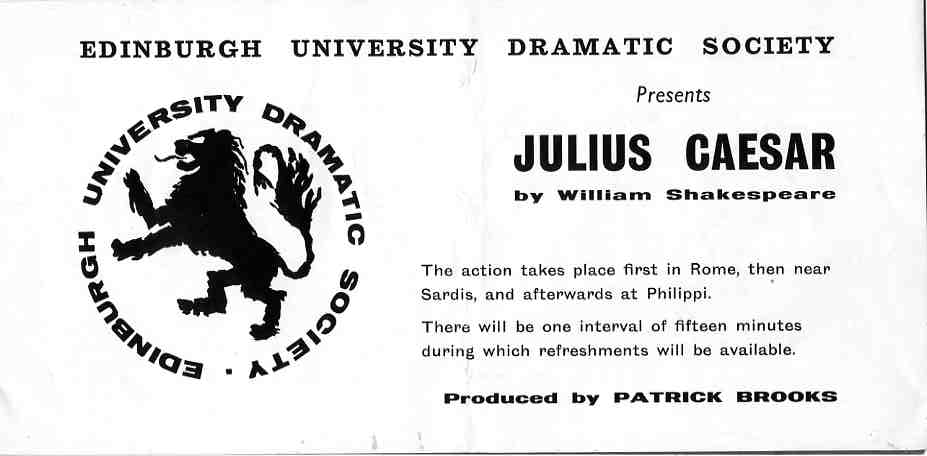 EDINBURGH UNIVERSITY DRAMATIC SOCIETY
EDINBURGH UNIVERSITY DRAMATIC SOCIETY ·
Presents
JULIUS CAESAR
by William Shakespeare
The action takes place first in Rome, then near
Sardis, and afterwards at Philippi.
There will be one interval of fifteen minutes
during which refreshments will be available.
Produced by PATRICK BROOKS